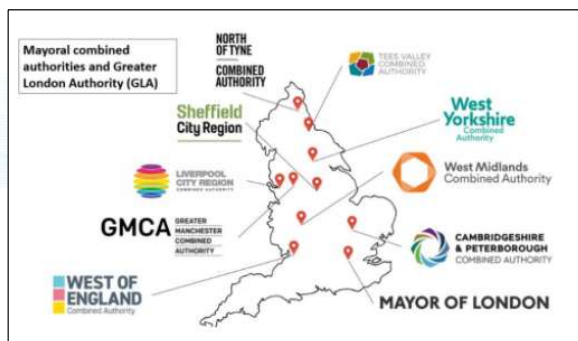 Mayoral combined
authorities and Greater
London Authority (GLA)
NORTH
OF TYNE
COMBINED
AUTHORITY
TEES VALLEY
COMBINED
AUTHORITY
Sheffield
City Region
West
Yorkshire
Combined
Authority
LIVERPOOL
CITY REGION
COMBINED AUTHORITY
West Midlands
Combined Authority
GMCA
GREATER
MANCHESTER
COMBINED
AUTHORITY
CAMBRIDGESHIRE
& PETERBOROUGH
COMBINED AUTHORITY
WEST OF
ENGLAND
Combined Authority
MAYOR OF LONDON